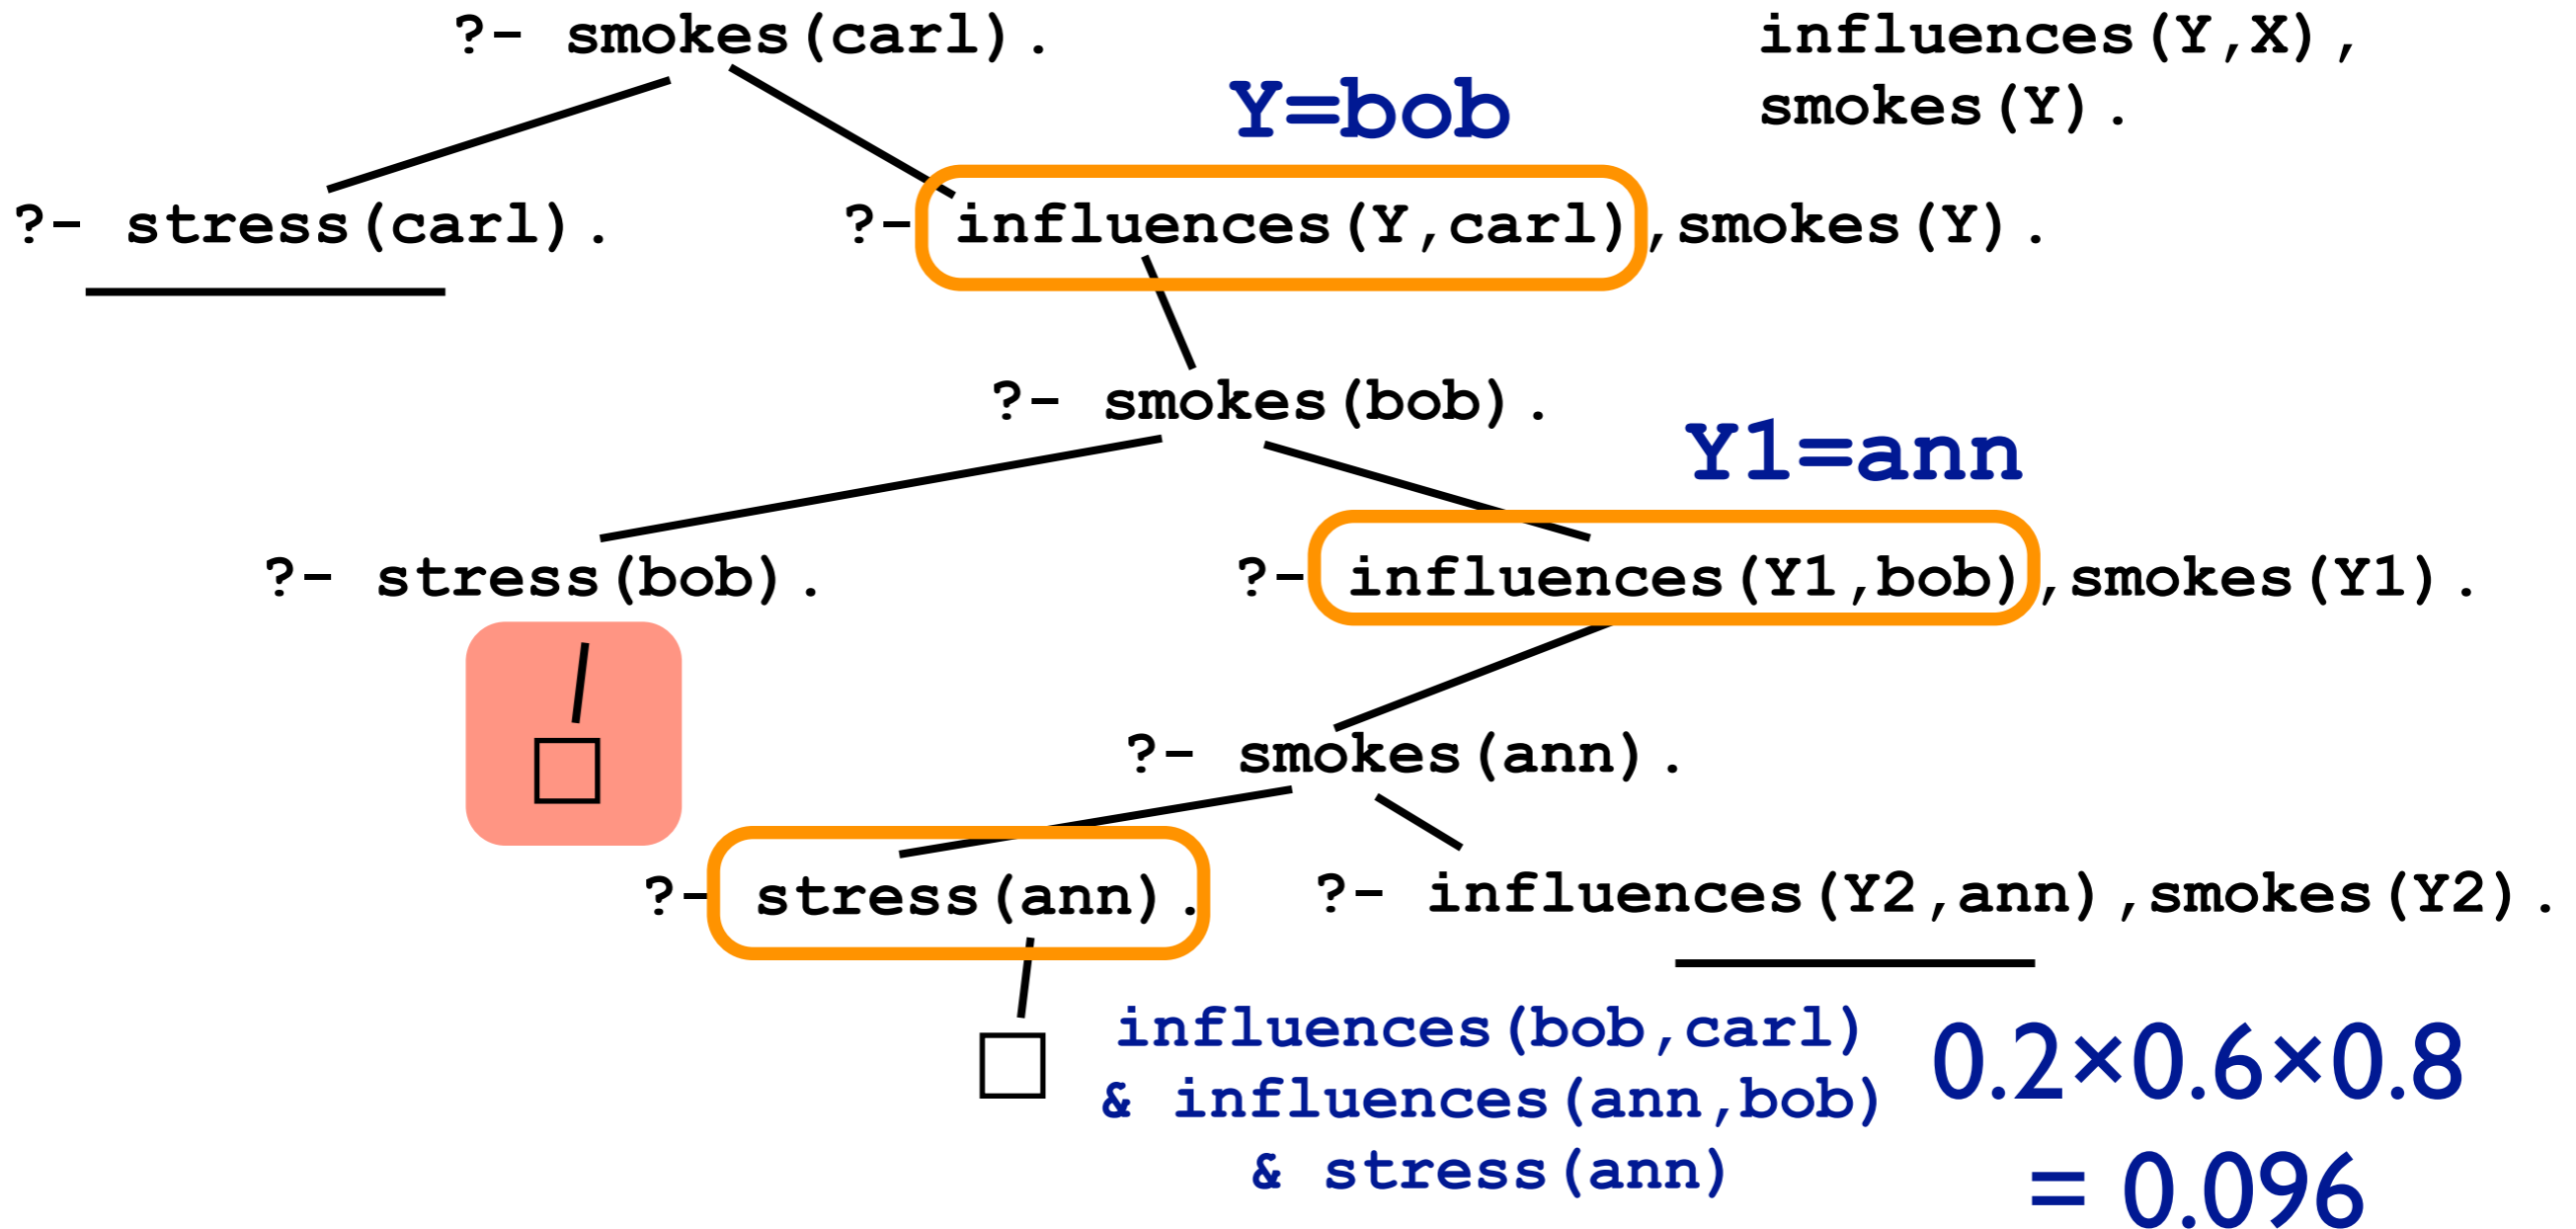 ?- smokes(carl).
influences(Y,X),
smokes(Y).
Y=bob
?- stress(carl).
?- influences(Y,carl),smokes(Y).
?- smokes(bob).
Y1=ann
?- stress(bob).
?- influences(Y1,bob),smokes(Y1).
?- smokes(ann).
?- stress(ann).
?- influences(Y2,ann),smokes(Y2).
influences(bob,carl)
& influences(ann,bob)
& stress(ann)
0.2×0.6×0.8
= 0.096